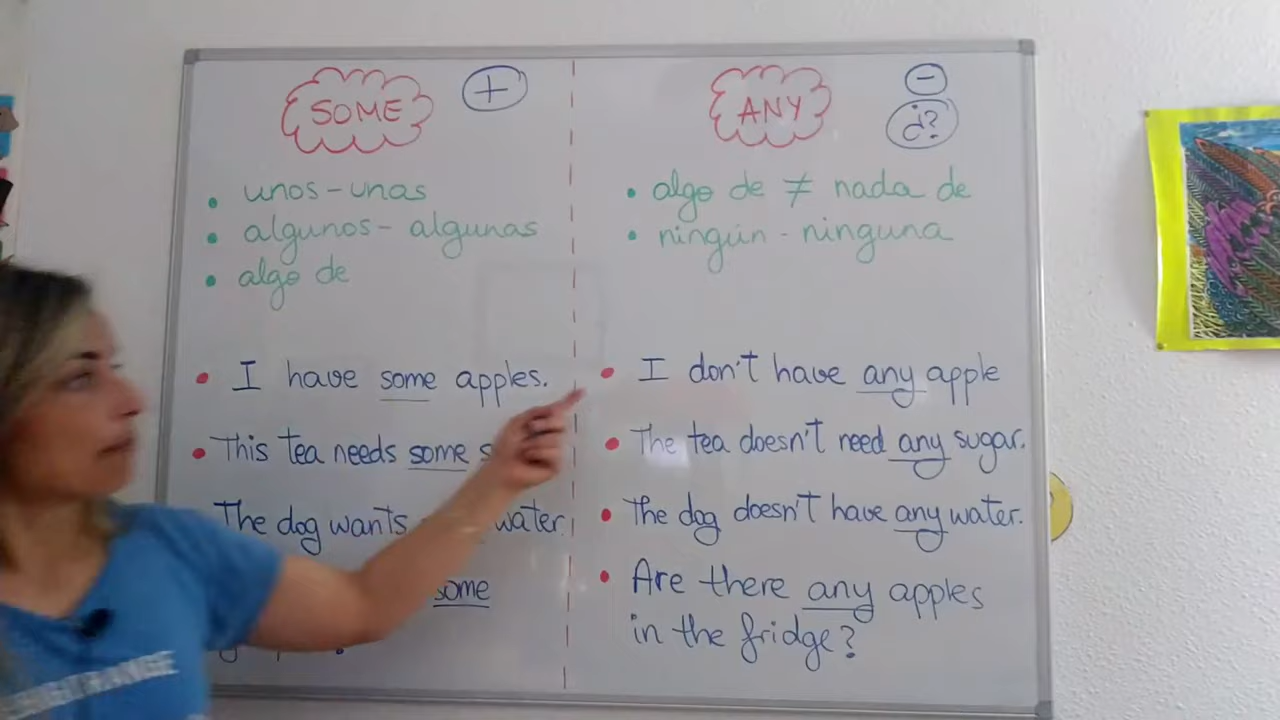 SOME +
unos - unas
algunos - algunas
algo de
I have some apples.
This tea needs some
The dog wants water.
some
ANY -
¿?
algo de ≠ nada de
ningún - ninguna
I don't have any apple
The tea doesn't need any sugar.
The dog doesn't have any water.
Are there any apples
in the fridge?